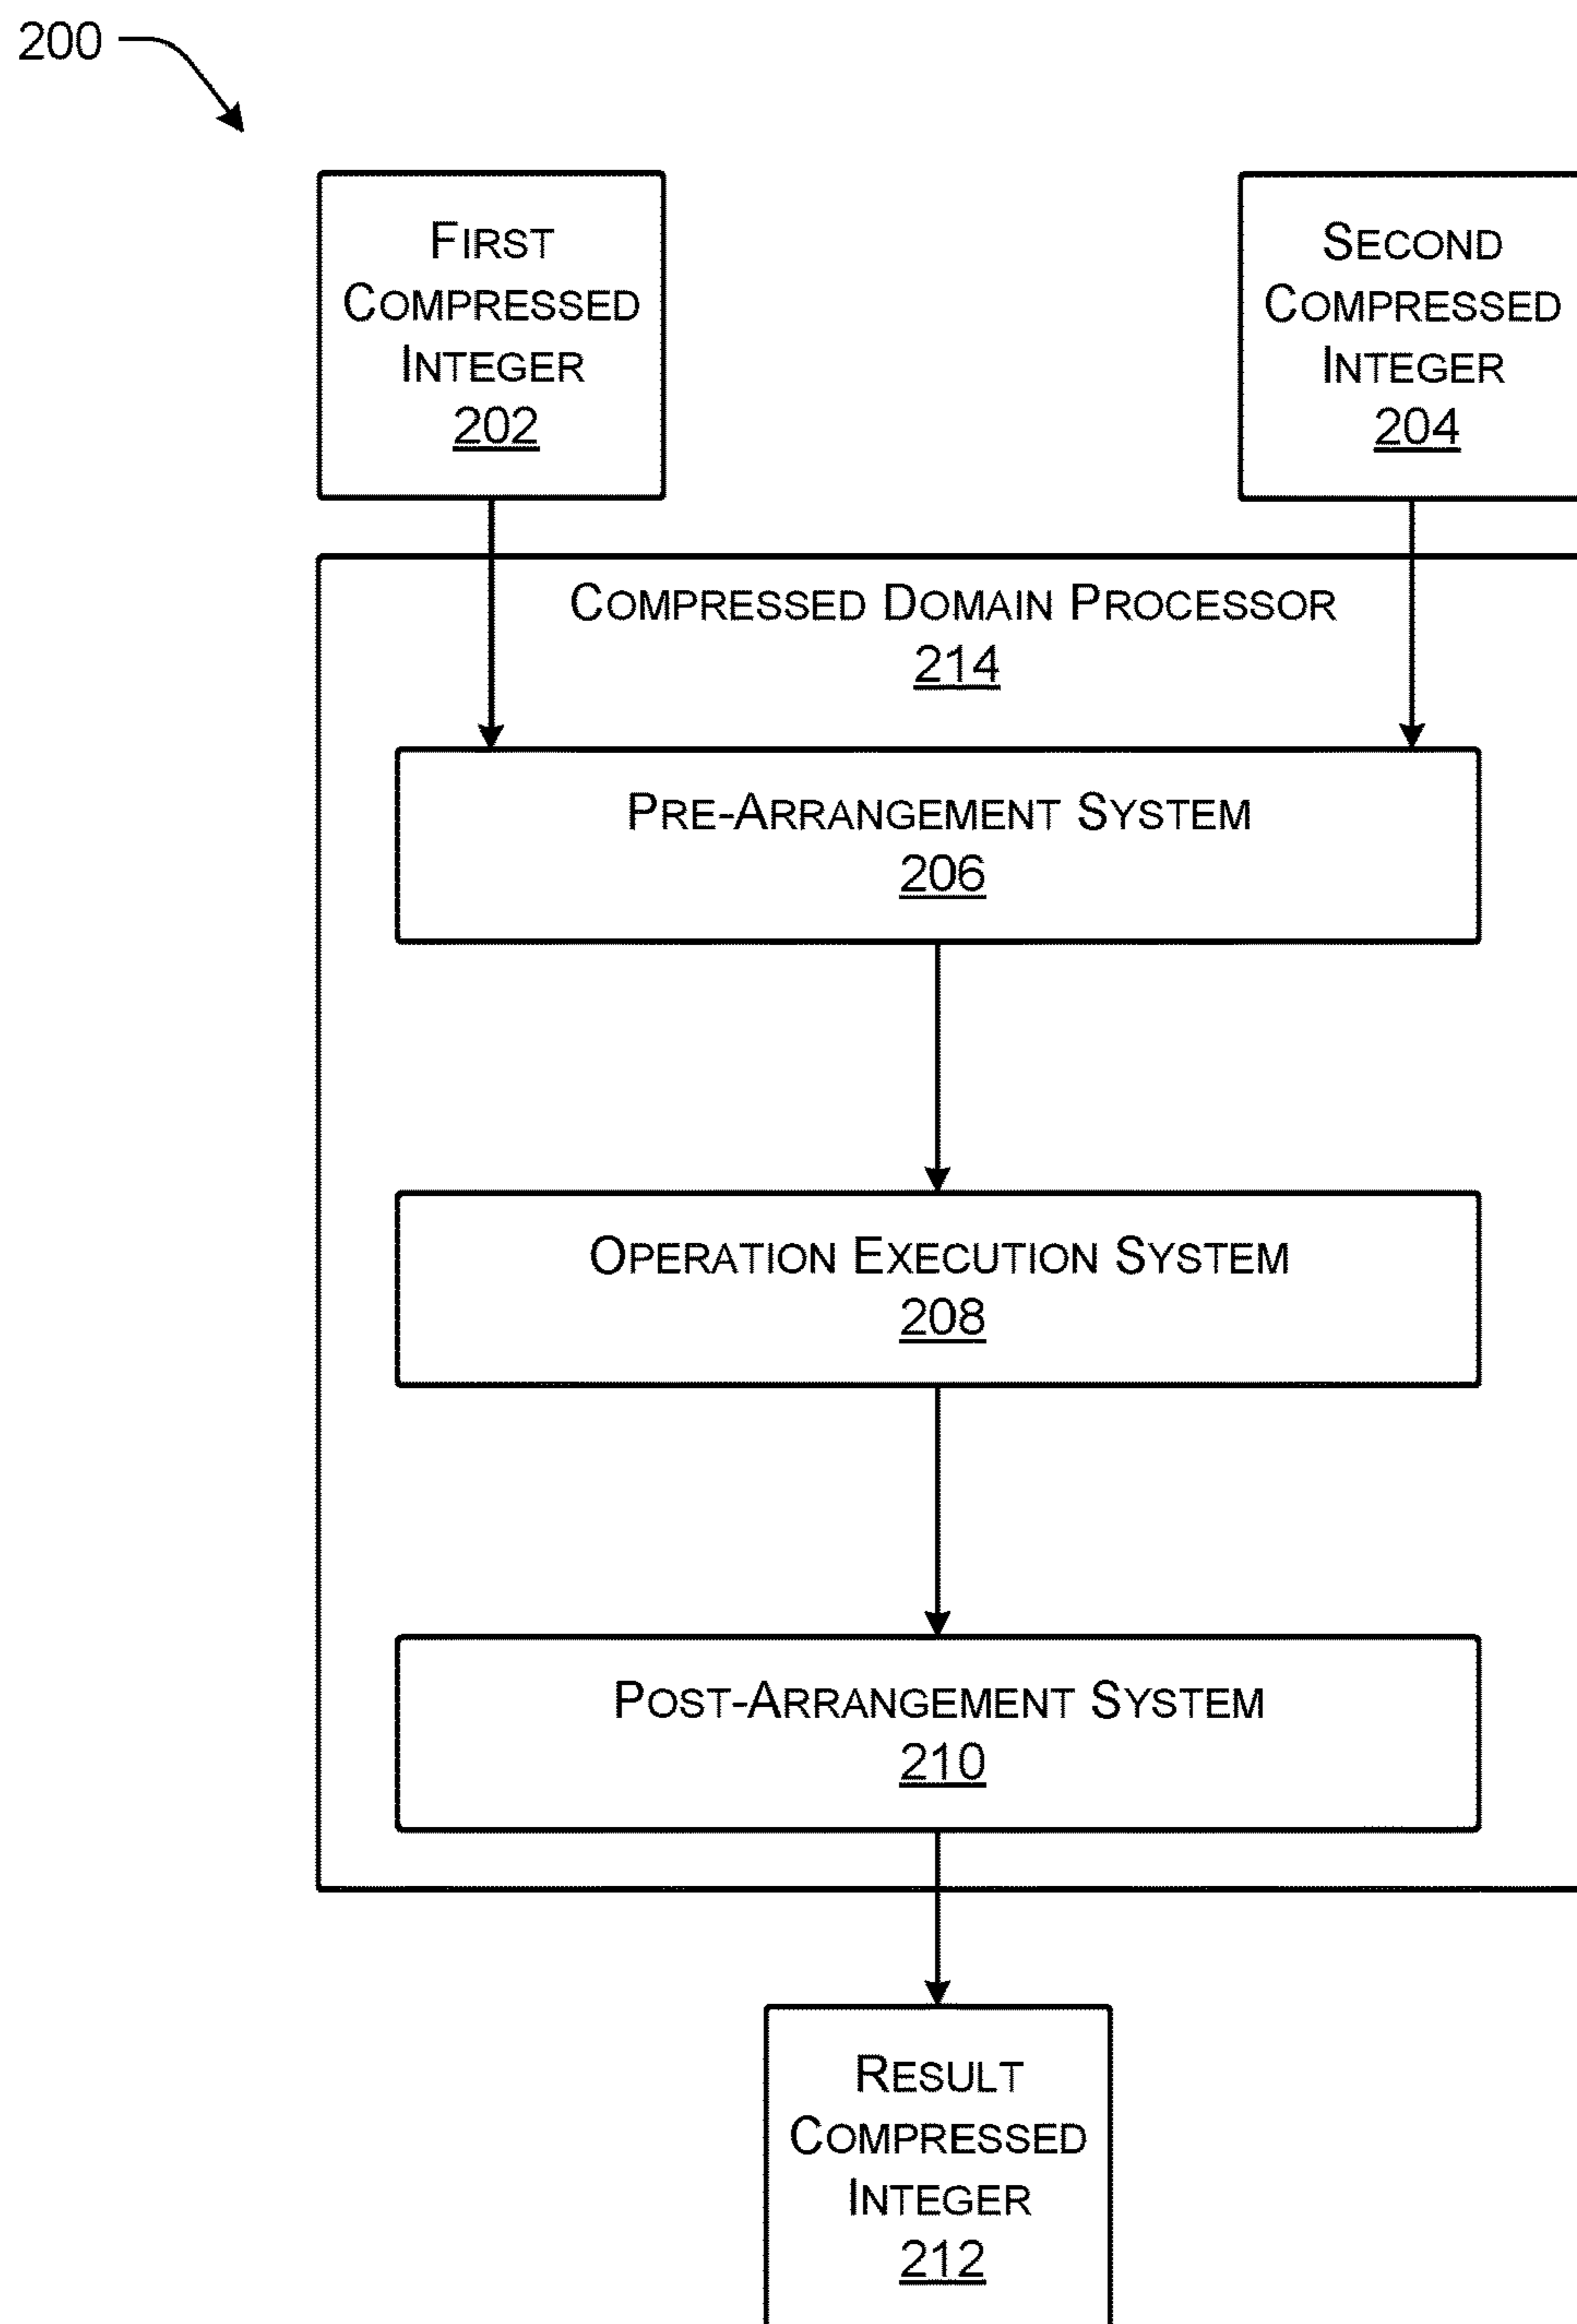 200
FIRST
COMPRESSED
INTEGER
202
SECOND
COMPRESSED
INTEGER
204
COMPRESSED DOMAIN PROCESSOR
214
PRE-ARRANGEMENT SYSTEM
206
OPERATION EXECUTION SYSTEM
208
POST-ARRANGEMENT SYSTEM
210
RESULT
COMPRESSED
INTEGER
212